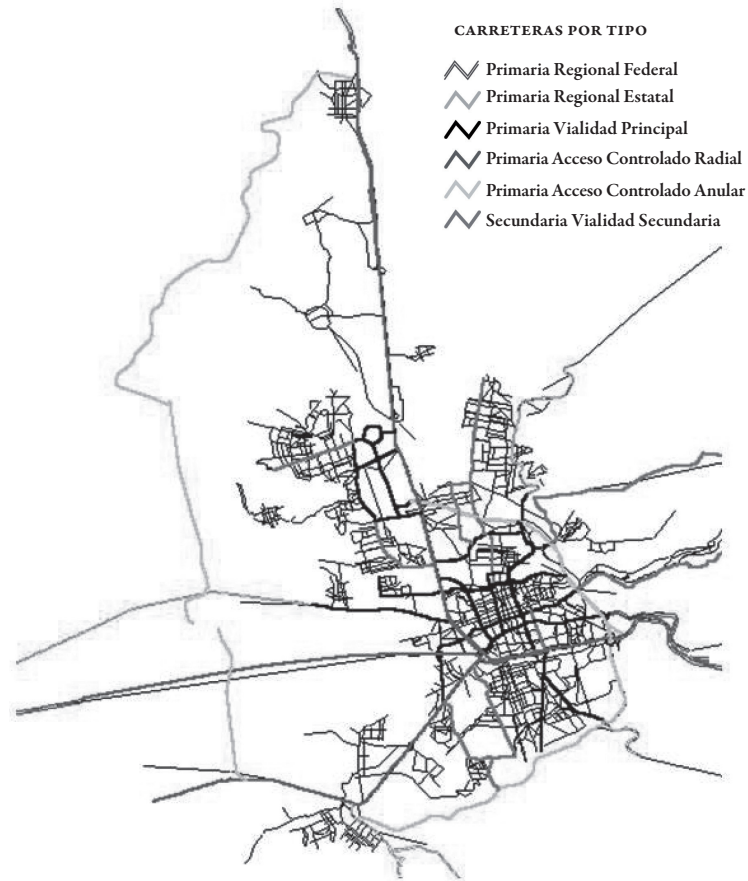 CARRETERAS POR TIPO
Primaria Regional Federal
Primaria Regional Estatal
Primaria Vialidad Principal
Primaria Acceso Controlado Radial
Primaria Acceso Controlado Anular
Secundaria Vialidad Secundaria